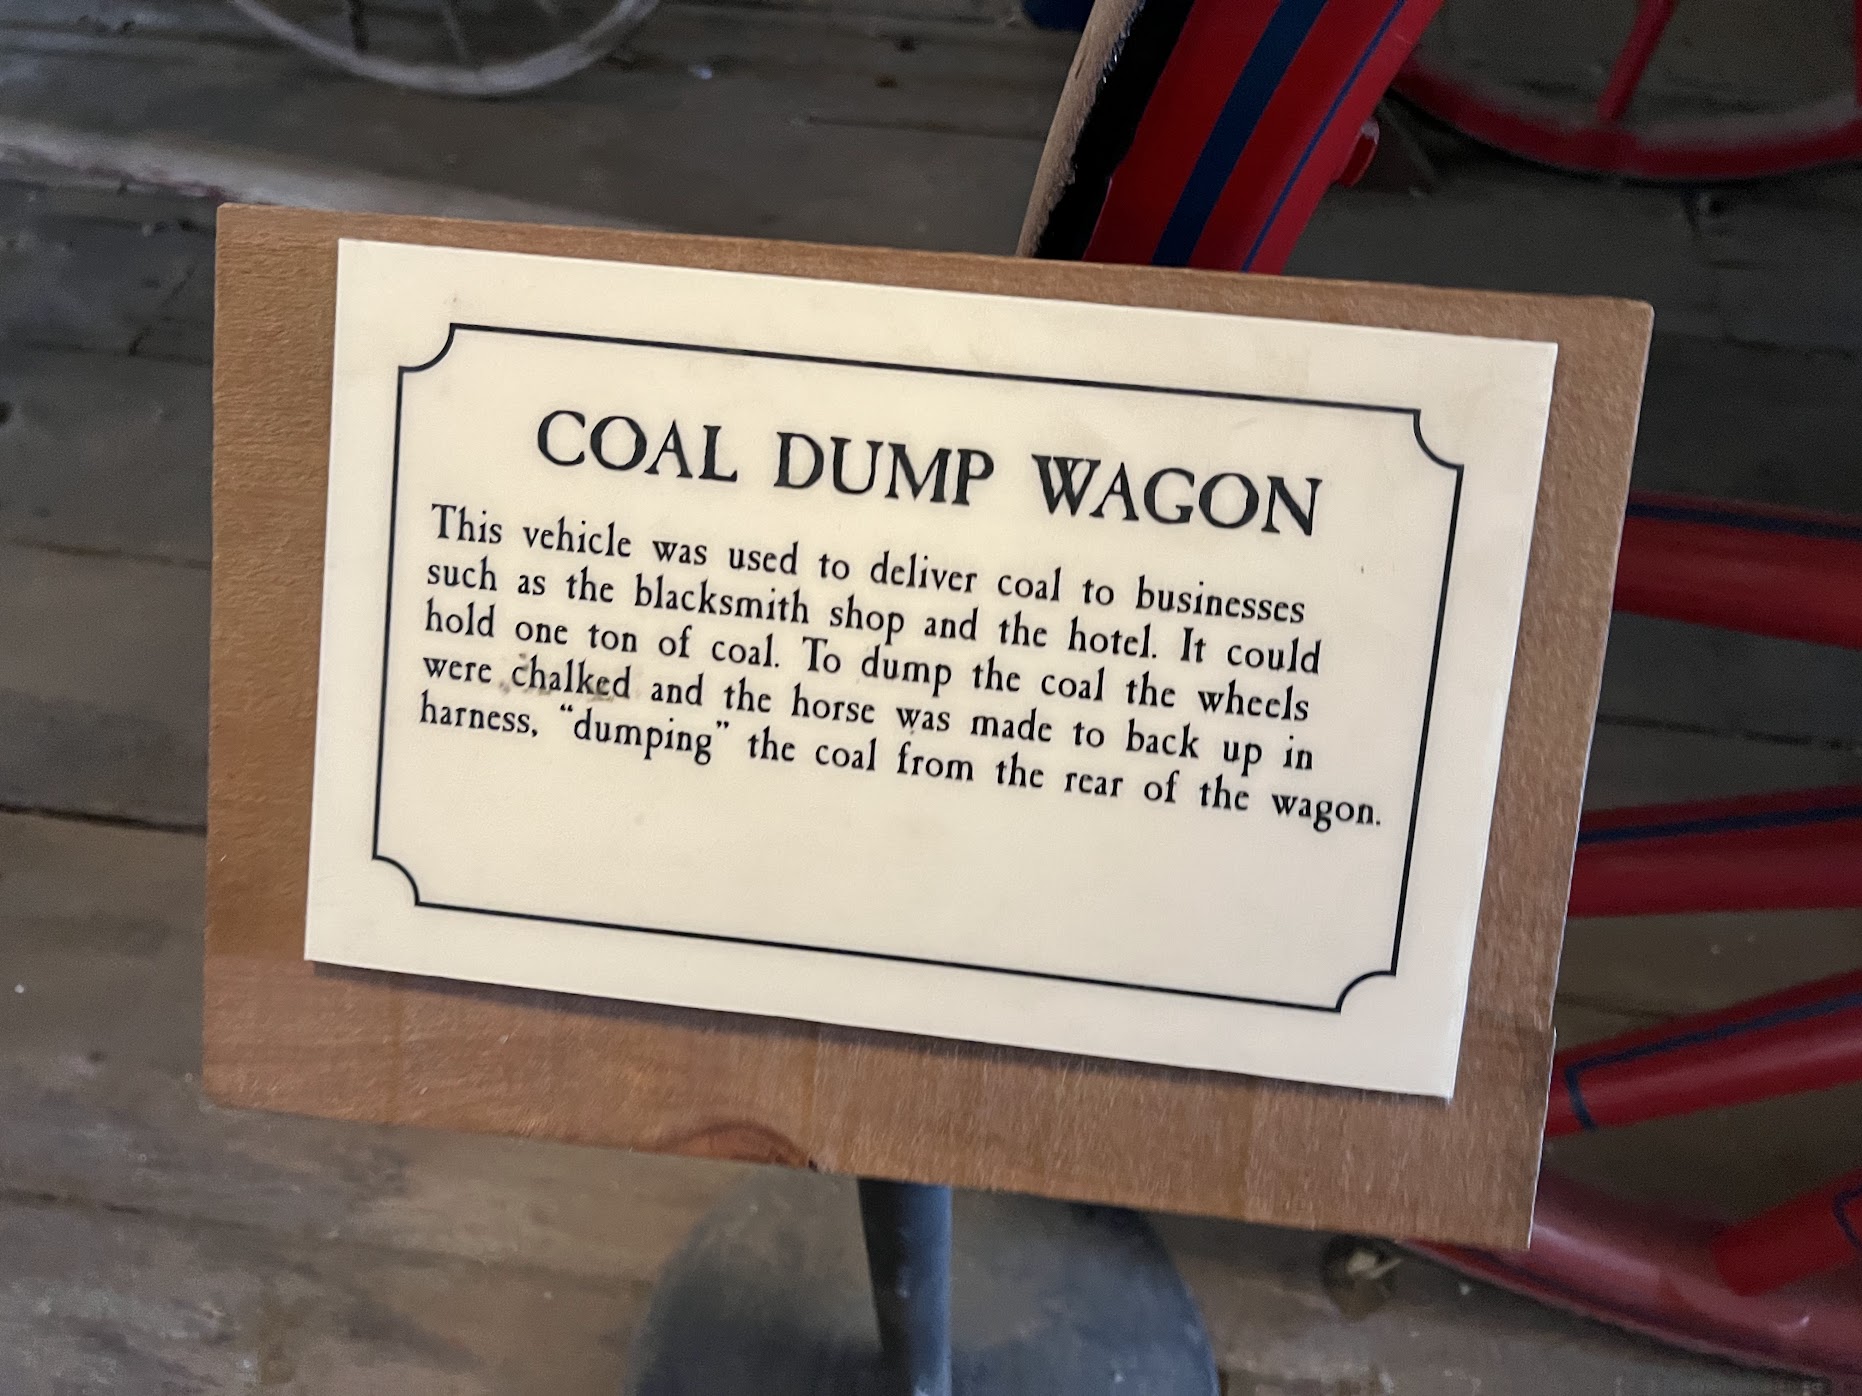 COAL DUMP WAGON
This vehicle was used to deliver coal to businesses
such as the blacksmith shop and the hotel. It could
hold one ton of coal. To dump the coal the wheels
were chalked and the horse was made to back up in
harness, “dumping” the coal from the rear of the wagon.